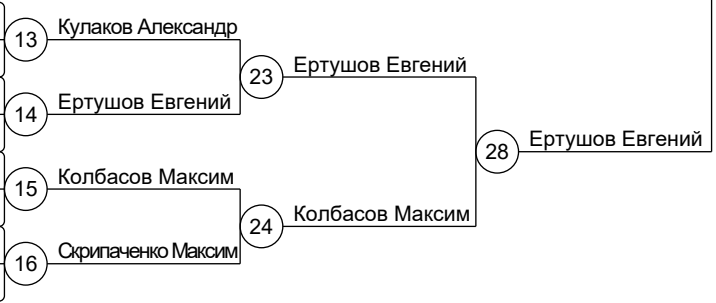 13 Кулаков Александр
23 Ертушов Евгений
14 Ертушов Евгений
28 Ертушов Евгений
15 Колбасов Максим
24 Колбасов Максим
16 Скрипаченко Максим